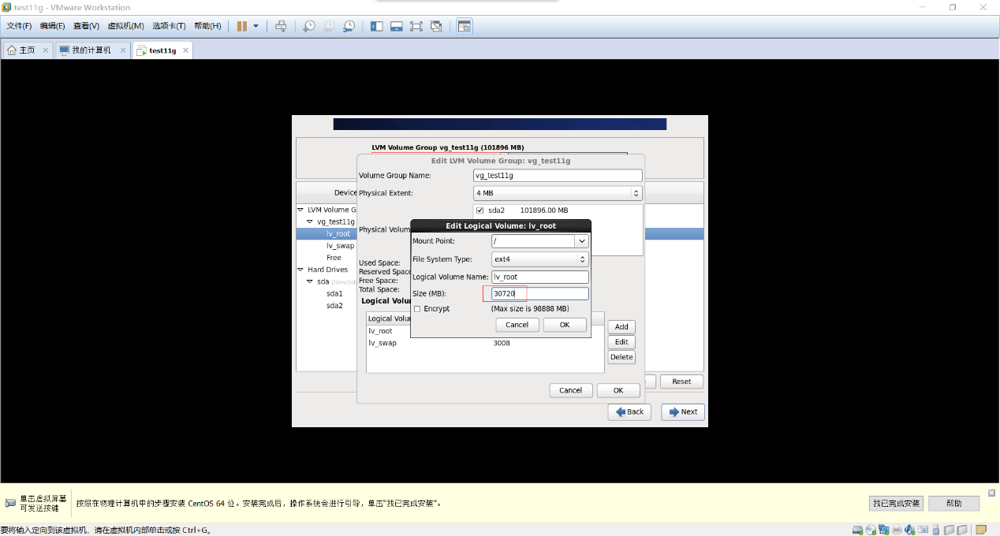 test11g - VMware Workstation
文件(F) 编辑(E) 查看(V) 虚拟机(M) 选项卡(T) 帮助(H)
主页 我的计算机 test11g
LVM Volume Group vg_test11g (101896 MB)
Edit LVM Volume Group: vg_test11g
Volume Group Name: vg_test11g
Device
Physical Extent: 4 MB
LVM Volume G
sda2 101896.00 MB
vg_test11g
Physical Volum
lv_root
lv_swap
Free
Hard Drives
sda
sda1
sda2
Edit Logical Volume: lv_root
Mount Point: /
File System Type: ext4
Logical Volume Name: lv_root
Size (MB): 30720
Encrypt (Max size is 98888 MB)
Cancel OK
Used Space:
Reserved Space
Free Space:
Total Space:
Logical Volu
Logical Volu
lv_root
lv_swap 3008
Add
Edit
Delete
Cancel OK
Reset
Back Next
单击虚拟屏幕
可发送按键
按照在物理计算机中的步骤安装 CentOS 64 位。安装完成后，操作系统会进行引导，单击“我已完成安装”。
我已完成安装 帮助
要将输入定向到该虚拟机，请在虚拟机内部单击或按 Ctrl+G。